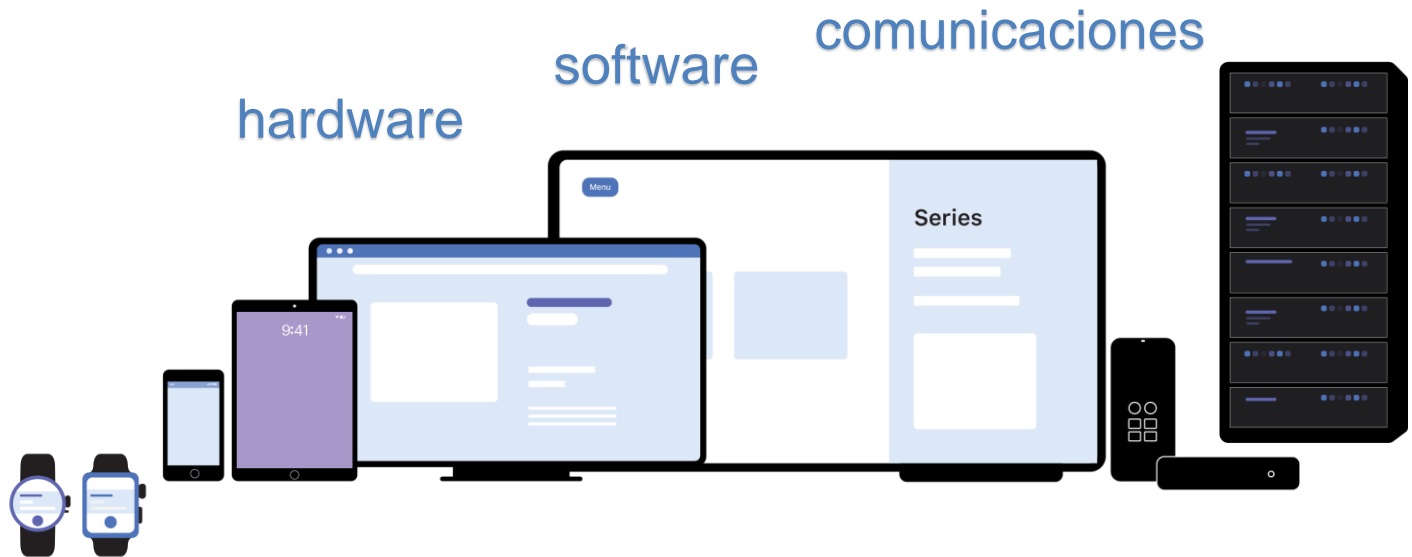 comunicaciones
software
hardware
Menu
Series
9:41